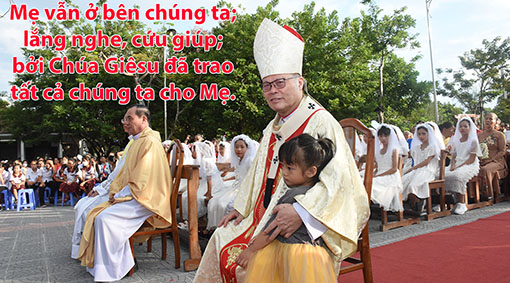 Mẹ vẫn ở bên chúng ta;
lắng nghe, cứu giúp;
bởi Chúa Giêsu đã trao
tất cả chúng ta cho Mẹ.